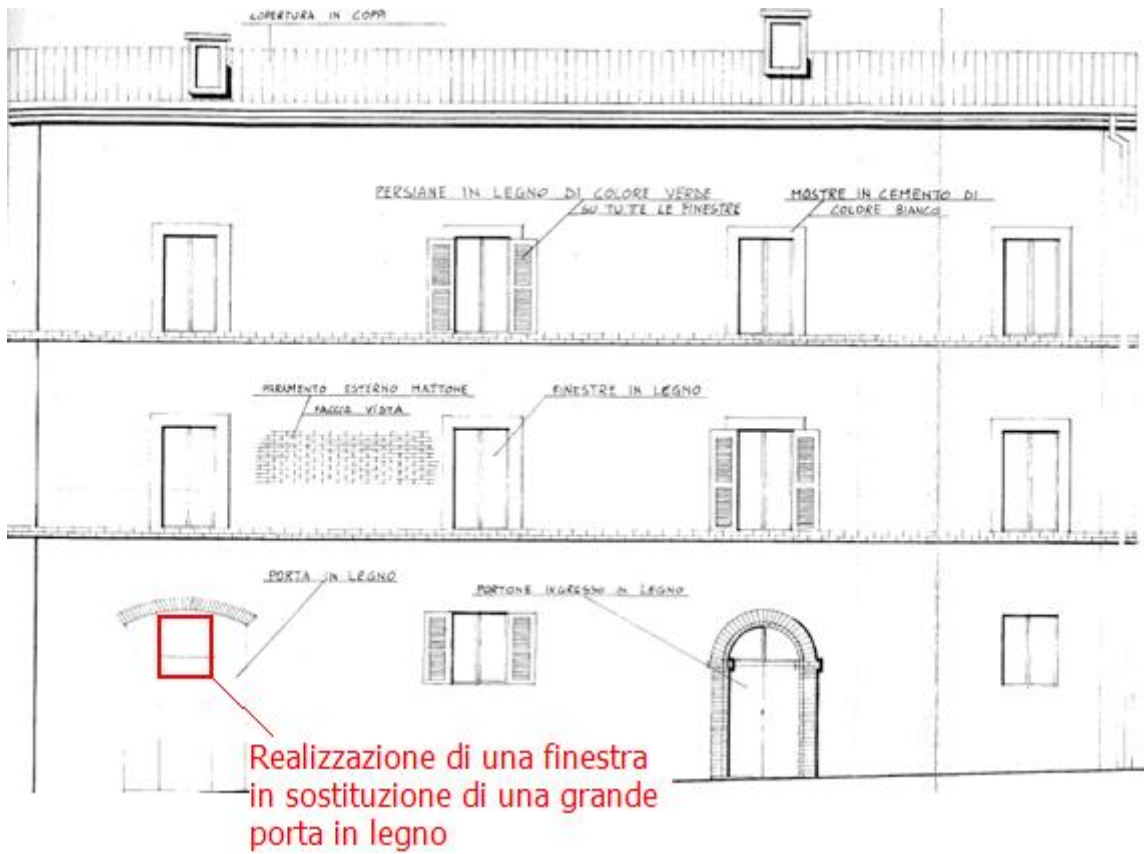 COPERTURA IN COPPI
PERSIANE IN LEGNO DI COLORE VERDE
SU TUTTE LE FINESTRE
MOSTRE IN CEMENTO DI
COLORE BIANCO
PARAMENTO ESTERNO MATTONE
FACCIA VISTA
FINESTRE IN LEGNO
PORTA IN LEGNO
PORTONE INGRESSO IN LEGNO
Realizzazione di una finestra
in sostituzione di una grande
porta in legno